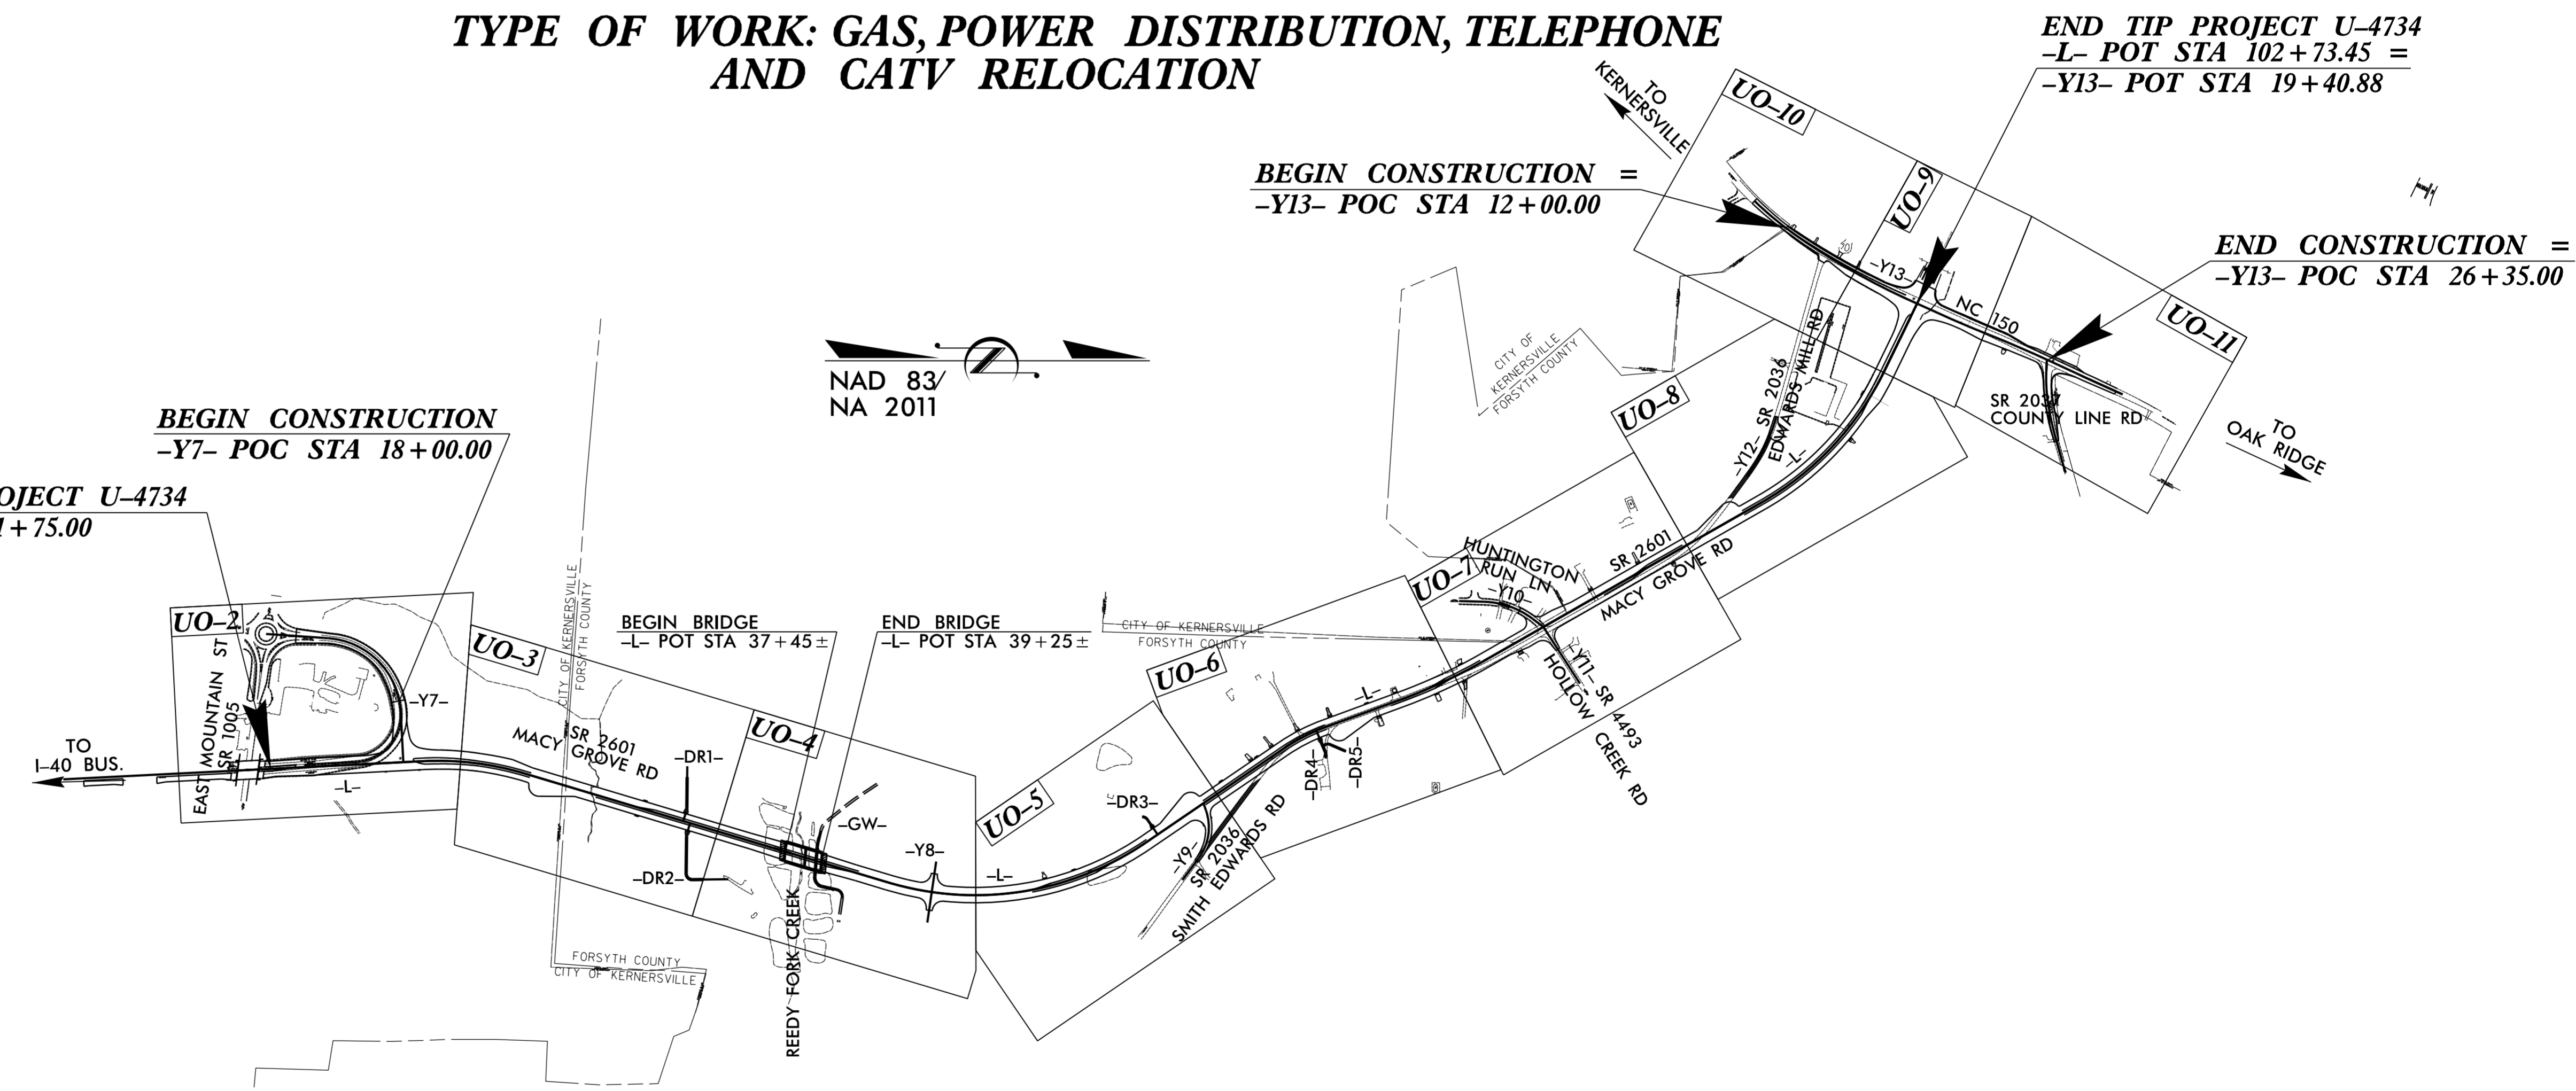 TYPE OF WORK: GAS, POWER DISTRIBUTION, TELEPHONE
AND CATV RELOCATION
END TIP PROJECT U–4734
–L– POT STA 102+73.45 =
–Y13– POT STA 19+40.88
TO
KERNERSVILLE
UO–10
UO–9
BEGIN CONSTRUCTION =
–Y13– POC STA 12+00.00
END CONSTRUCTION =
–Y13– POC STA 26+35.00
–Y13–
NC 150
UO–11
SR 2037
COUNTY LINE RD
TO
OAK RIDGE
NAD 83/
NA 2011
CITY OF
KERNERSVILLE
FORSYTH COUNTY
UO–8
–Y12– SR 2036
EDWARDS MILL RD
–L–
BEGIN CONSTRUCTION
–Y7– POC STA 18+00.00
OJECT U–4734
+75.00
UO–2
EAST MOUNTAIN ST
SR 1005
–Y7–
TO
I–40 BUS.
–L–
UO–3
CITY OF KERNERSVILLE
FORSYTH COUNTY
SR 2601
MACY GROVE RD
BEGIN BRIDGE
–L– POT STA 37+45±
END BRIDGE
–L– POT STA 39+25±
–DR1–
–DR2–
UO–4
–GW–
REEDY FORK CREEK
–Y8–
–L–
FORSYTH COUNTY
CITY OF KERNERSVILLE
UO–5
–DR3–
–Y9–
SR 2036
SMITH EDWARDS RD
CITY OF KERNERSVILLE
FORSYTH COUNTY
UO–6
–L–
–DR4–
–DR5–
UO–7
HUNTINGTON
RUN LN
–Y10–
SR 2601
MACY GROVE RD
–Y11– SR 4493
HOLLOW CREEK RD